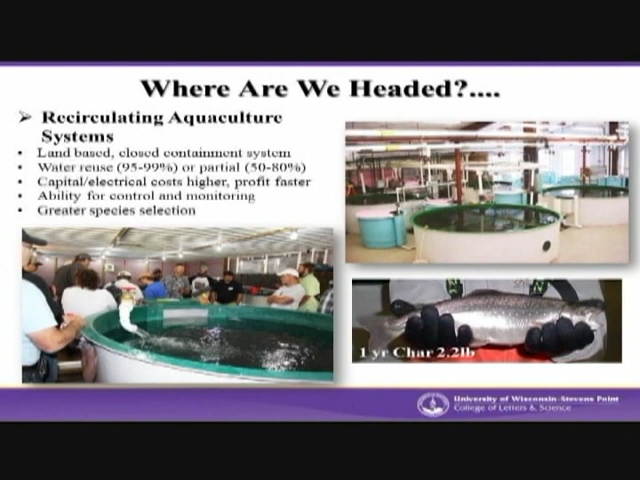 Where Are We Headed?....
➢ Recirculating Aquaculture
Systems
• Land based, closed containment system
• Water reuse (95-99%) or partial (50-80%)
• Capital/electrical costs higher, profit faster
• Ability for control and monitoring
• Greater species selection
1 yr Char 2.2lb
University of Wisconsin-Stevens Point
College of Letters & Science